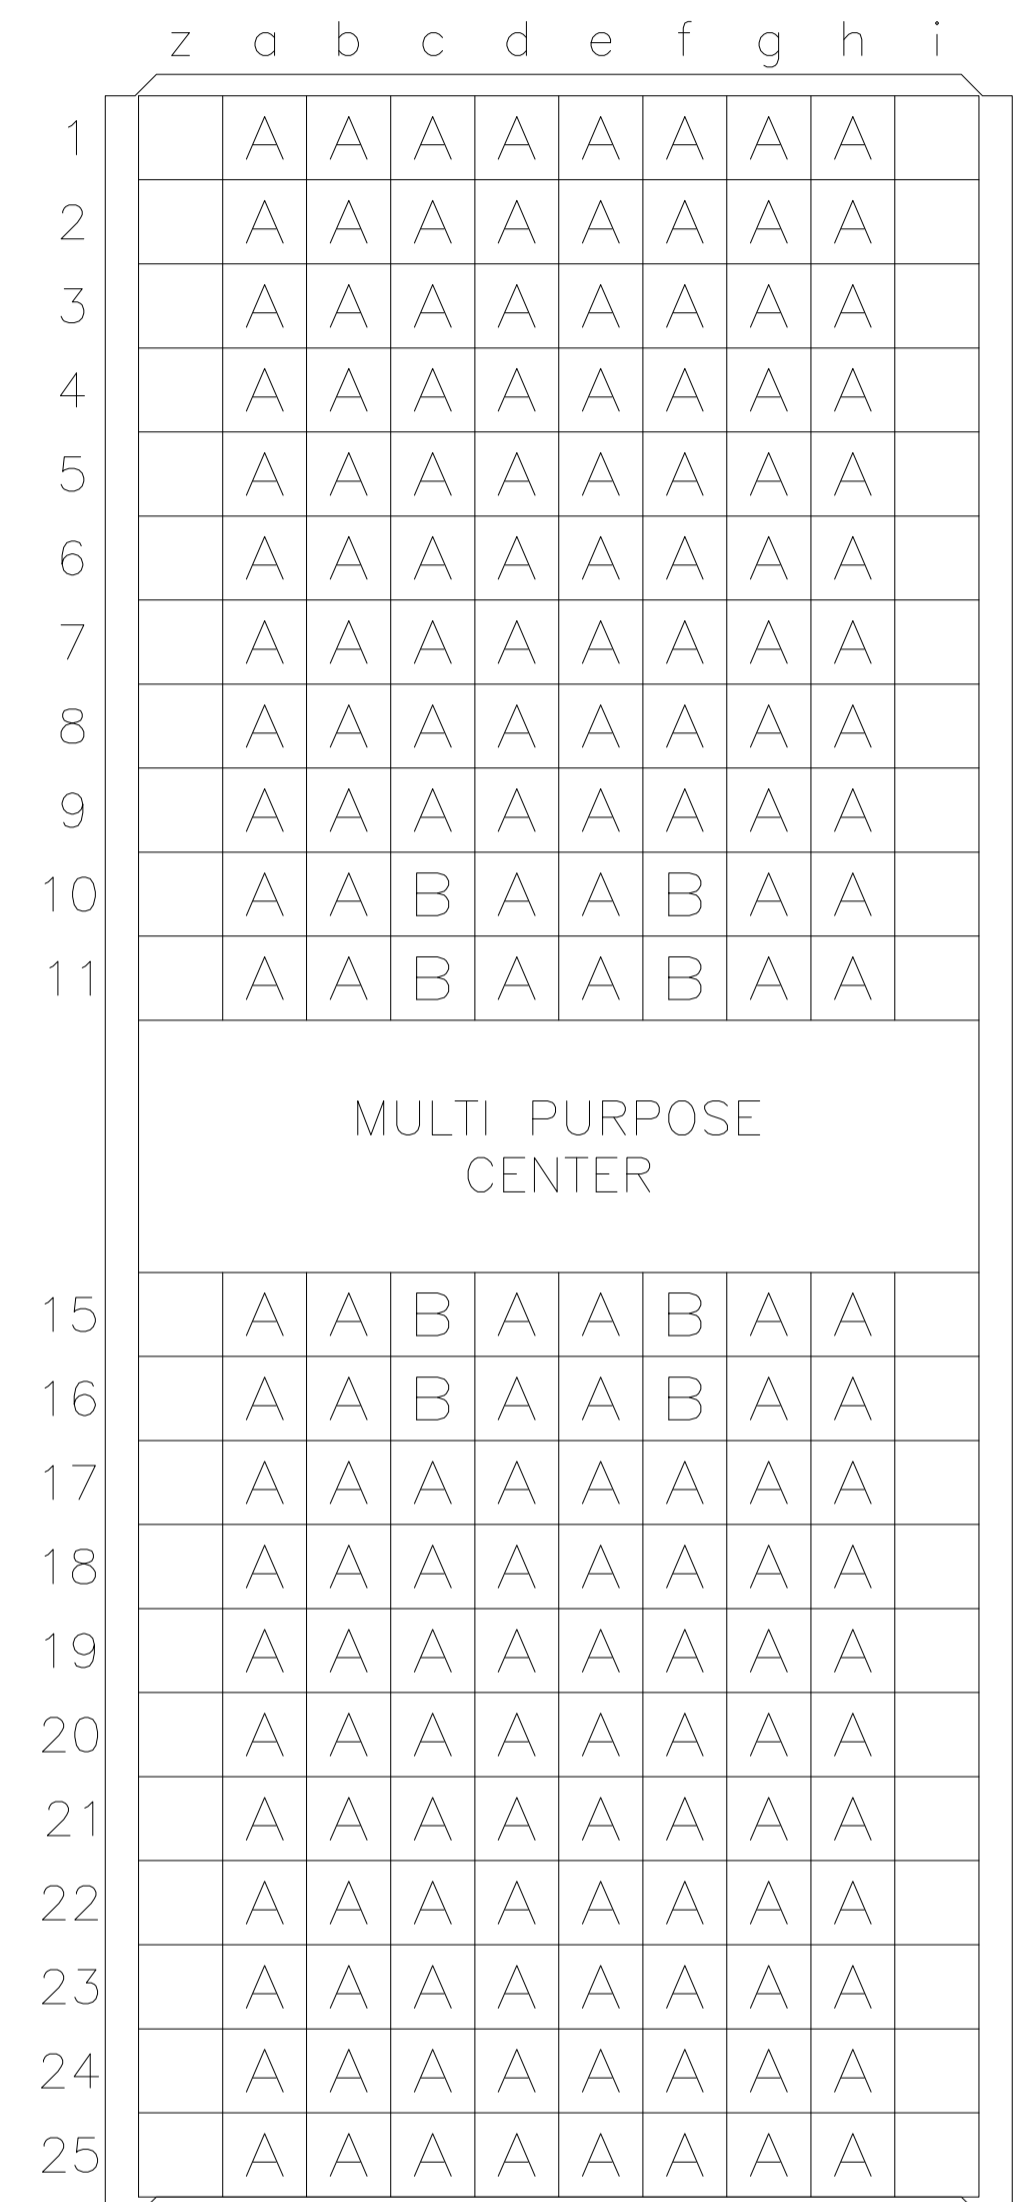 z a b c d e f g h i
1 A A A A A A A A
2 A A A A A A A A
3 A A A A A A A A
4 A A A A A A A A
5 A A A A A A A A
6 A A A A A A A A
7 A A A A A A A A
8 A A A A A A A A
9 A A A A A A A A
10 A A B A A B A A
11 A A B A A B A A
MULTI PURPOSE
CENTER
15 A A B A A B A A
16 A A B A A B A A
17 A A A A A A A A
18 A A A A A A A A
19 A A A A A A A A
20 A A A A A A A A
21 A A A A A A A A
22 A A A A A A A A
23 A A A A A A A A
24 A A A A A A A A
25 A A A A A A A A